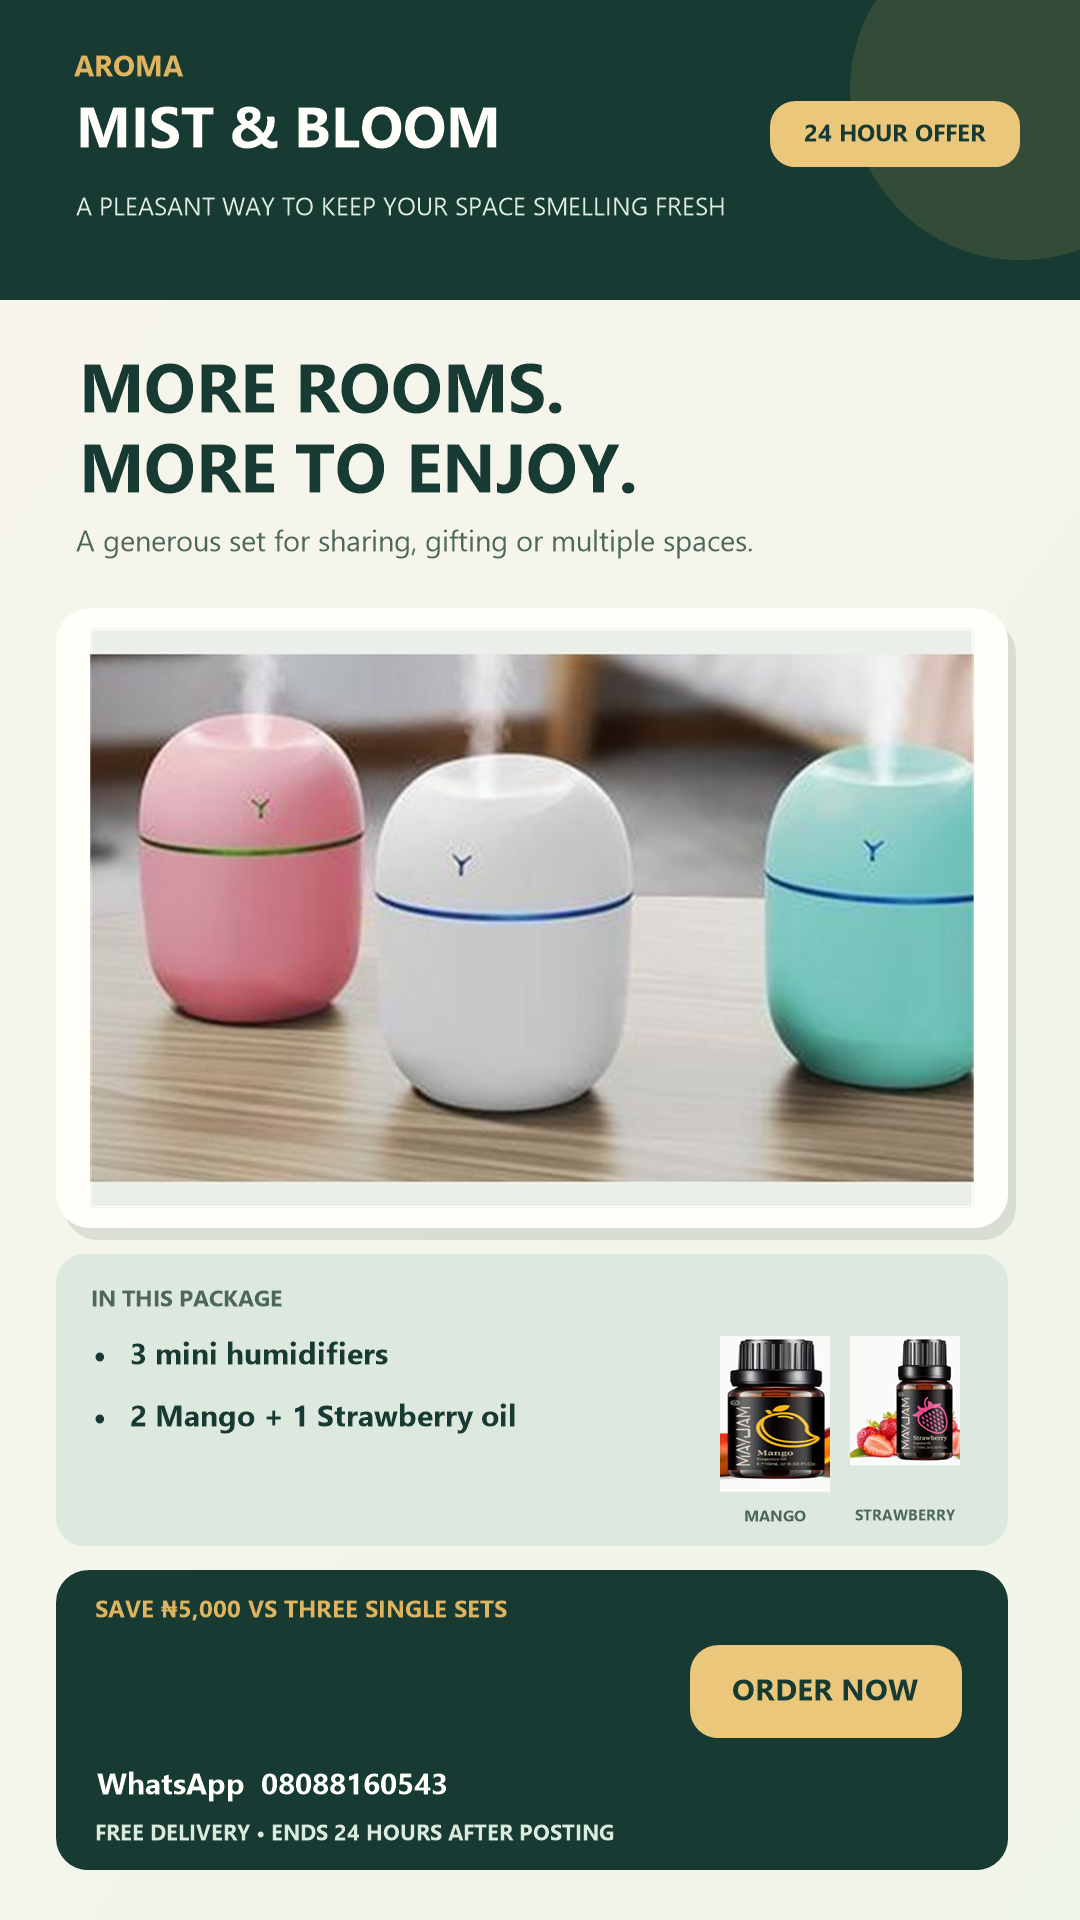 AROMA
MIST & BLOOM
24 HOUR OFFER
A PLEASANT WAY TO KEEP YOUR SPACE SMELLING FRESH
MORE ROOMS.
MORE TO ENJOY.
A generous set for sharing, gifting or multiple spaces.
IN THIS PACKAGE
• 3 mini humidifiers
• 2 Mango + 1 Strawberry oil
MAYJAM
Mango
Fragrance Oil
MAYJAM
Strawberry
MANGO
STRAWBERRY
SAVE ₦5,000 VS THREE SINGLE SETS
ORDER NOW
WhatsApp 08088160543
FREE DELIVERY • ENDS 24 HOURS AFTER POSTING